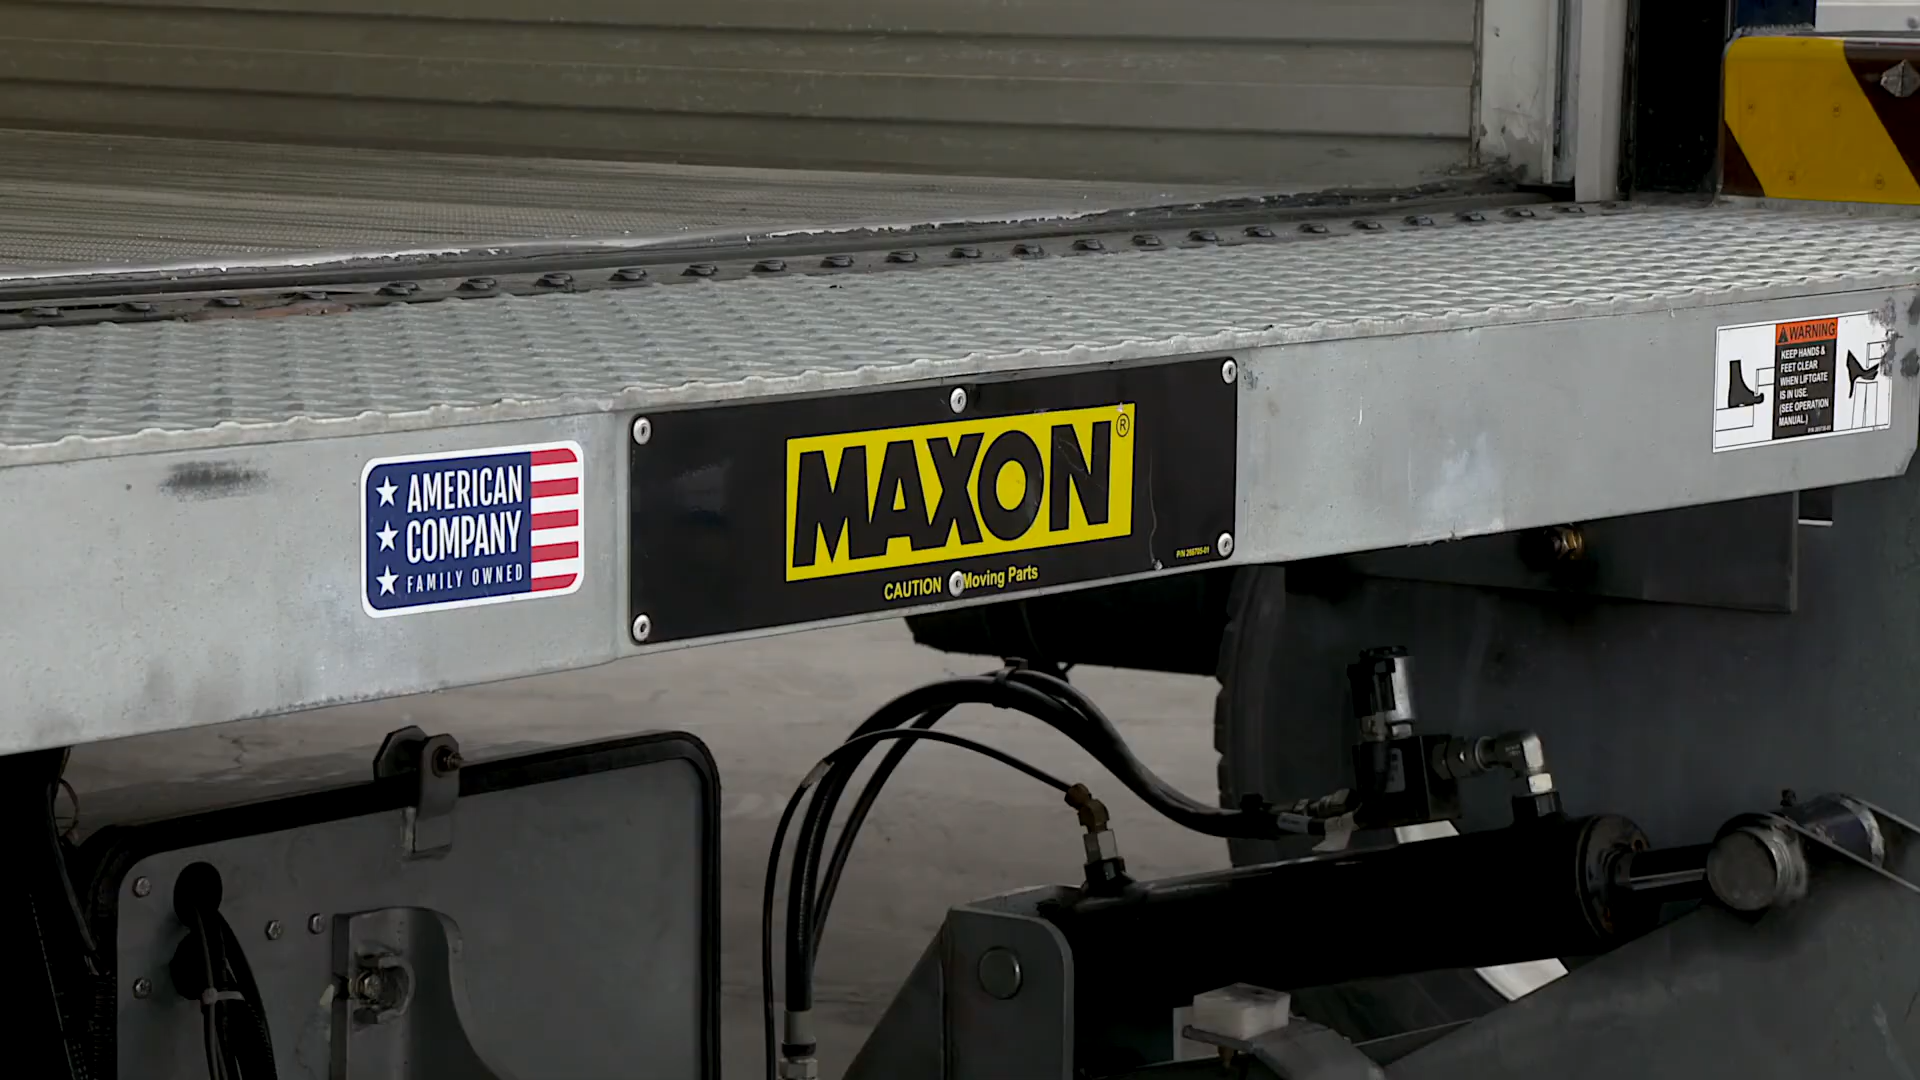 AMERICAN
COMPANY
FAMILY OWNED
MAXON®
CAUTION Moving Parts
WARNING
KEEP HANDS &
FEET CLEAR
WHEN LIFTGATE
IS IN USE.
(SEE OPERATION
MANUAL.)